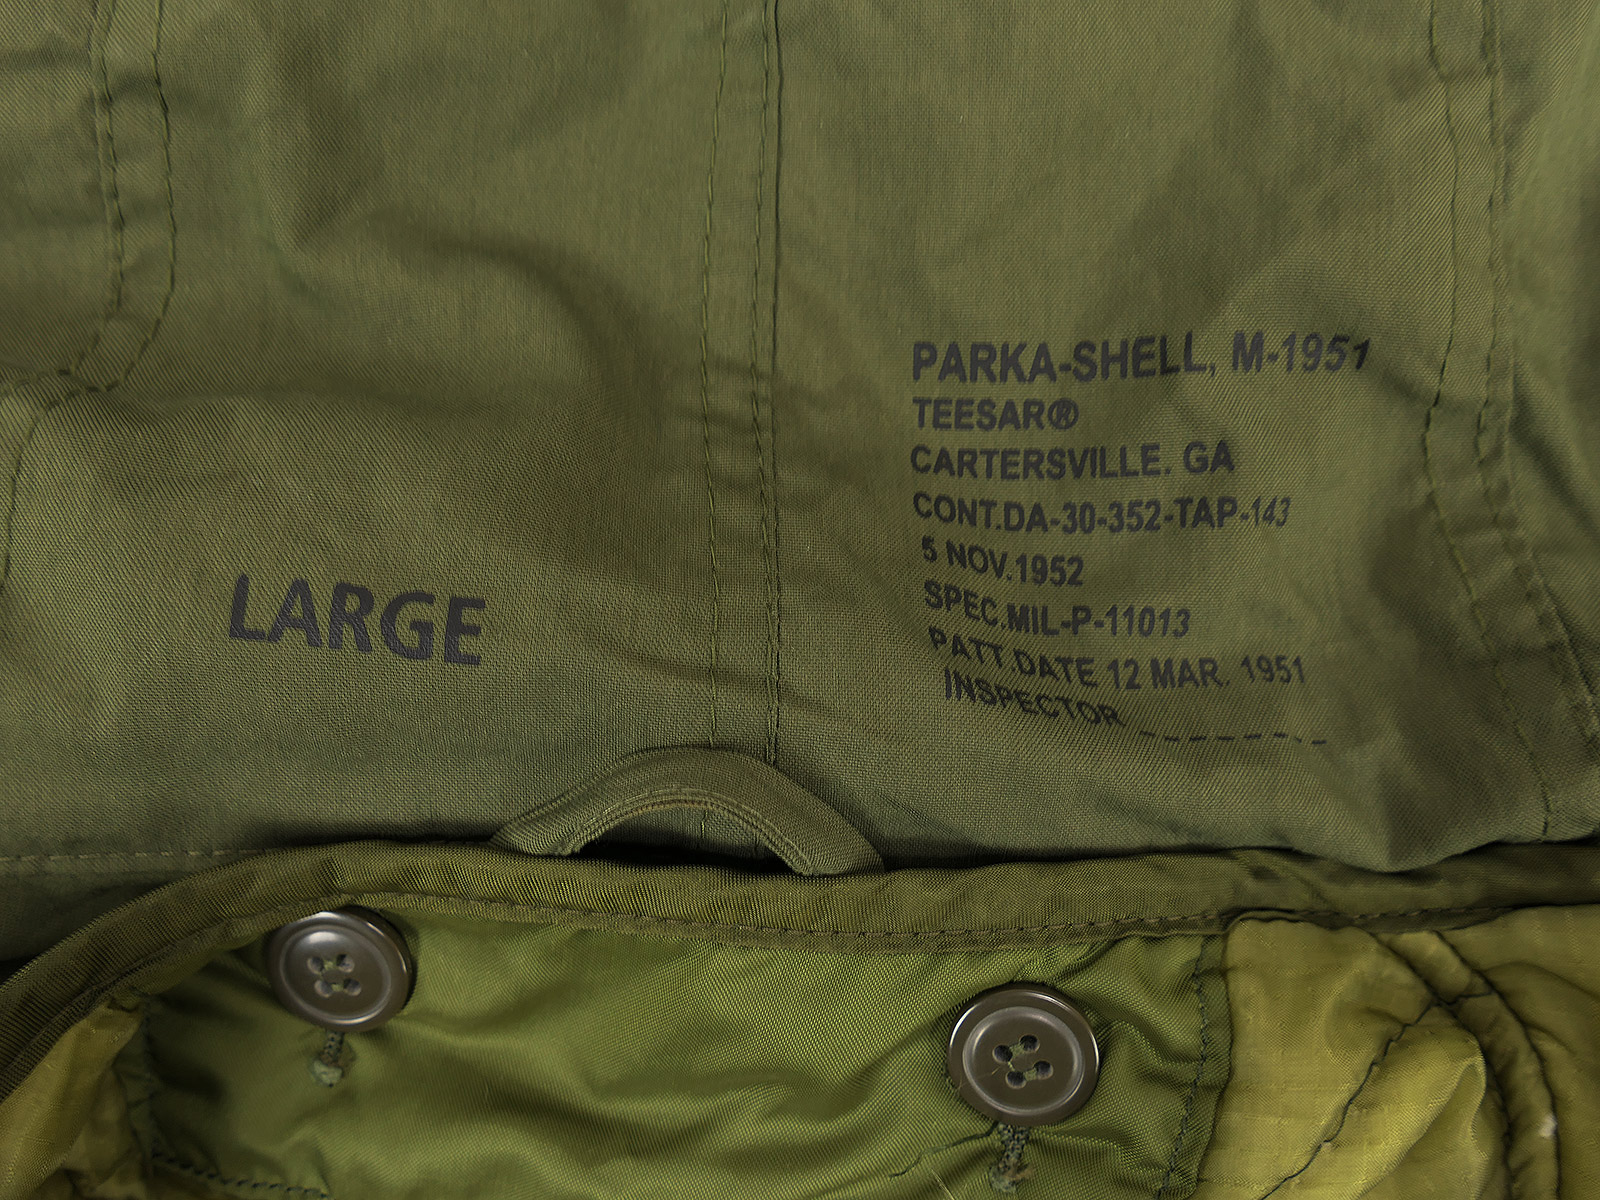 PARKA-SHELL, M-1951
TEESAR®
CARTERSVILLE. GA
CONT.DA-30-352-TAP-143
5 NOV.1952
SPEC.MIL-P-11013
PATT.DATE 12 MAR. 1951
INSPECTOR
LARGE